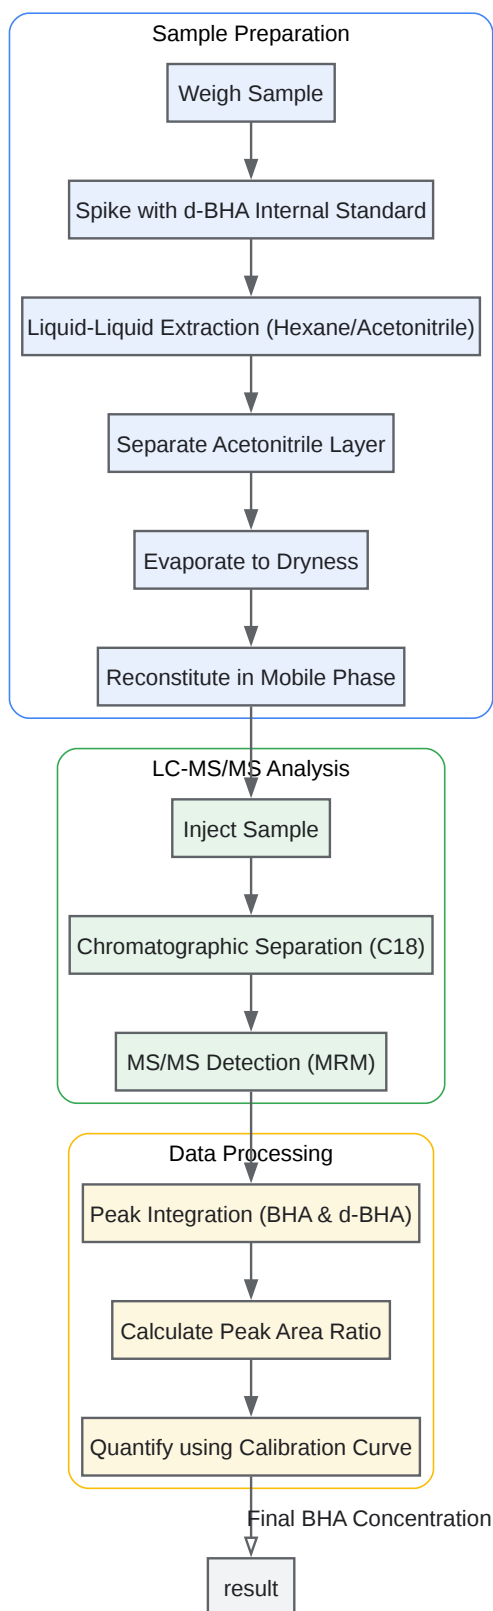 Sample Preparation
Weigh Sample
Spike with d-BHA Internal Standard
Liquid-Liquid Extraction (Hexane/Acetonitrile)
Separate Acetonitrile Layer
Evaporate to Dryness
Reconstitute in Mobile Phase
LC-MS/MS Analysis
Inject Sample
Chromatographic Separation (C18)
MS/MS Detection (MRM)
Data Processing
Peak Integration (BHA & d-BHA)
Calculate Peak Area Ratio
Quantify using Calibration Curve
Final BHA Concentration
result